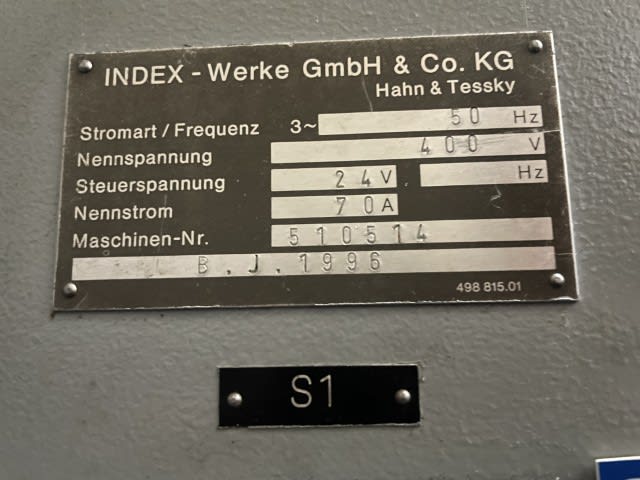 INDEX - Werke GmbH & Co. KG
Hahn & Tessky
Stromart / Frequenz 3~ 50 Hz
Nennspannung 400 V
Steuerspannung 24 V Hz
Nennstrom 70 A
Maschinen-Nr. 510514
B.J. 1996
498 815.01
S1